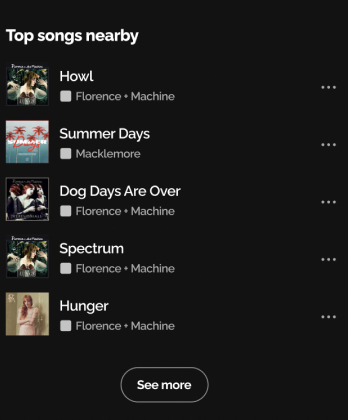 Top songs nearby
Howl
Florence + Machine
Summer Days
Macklemore
Dog Days Are Over
Florence + Machine
Spectrum
Florence + Machine
Hunger
Florence + Machine
See more